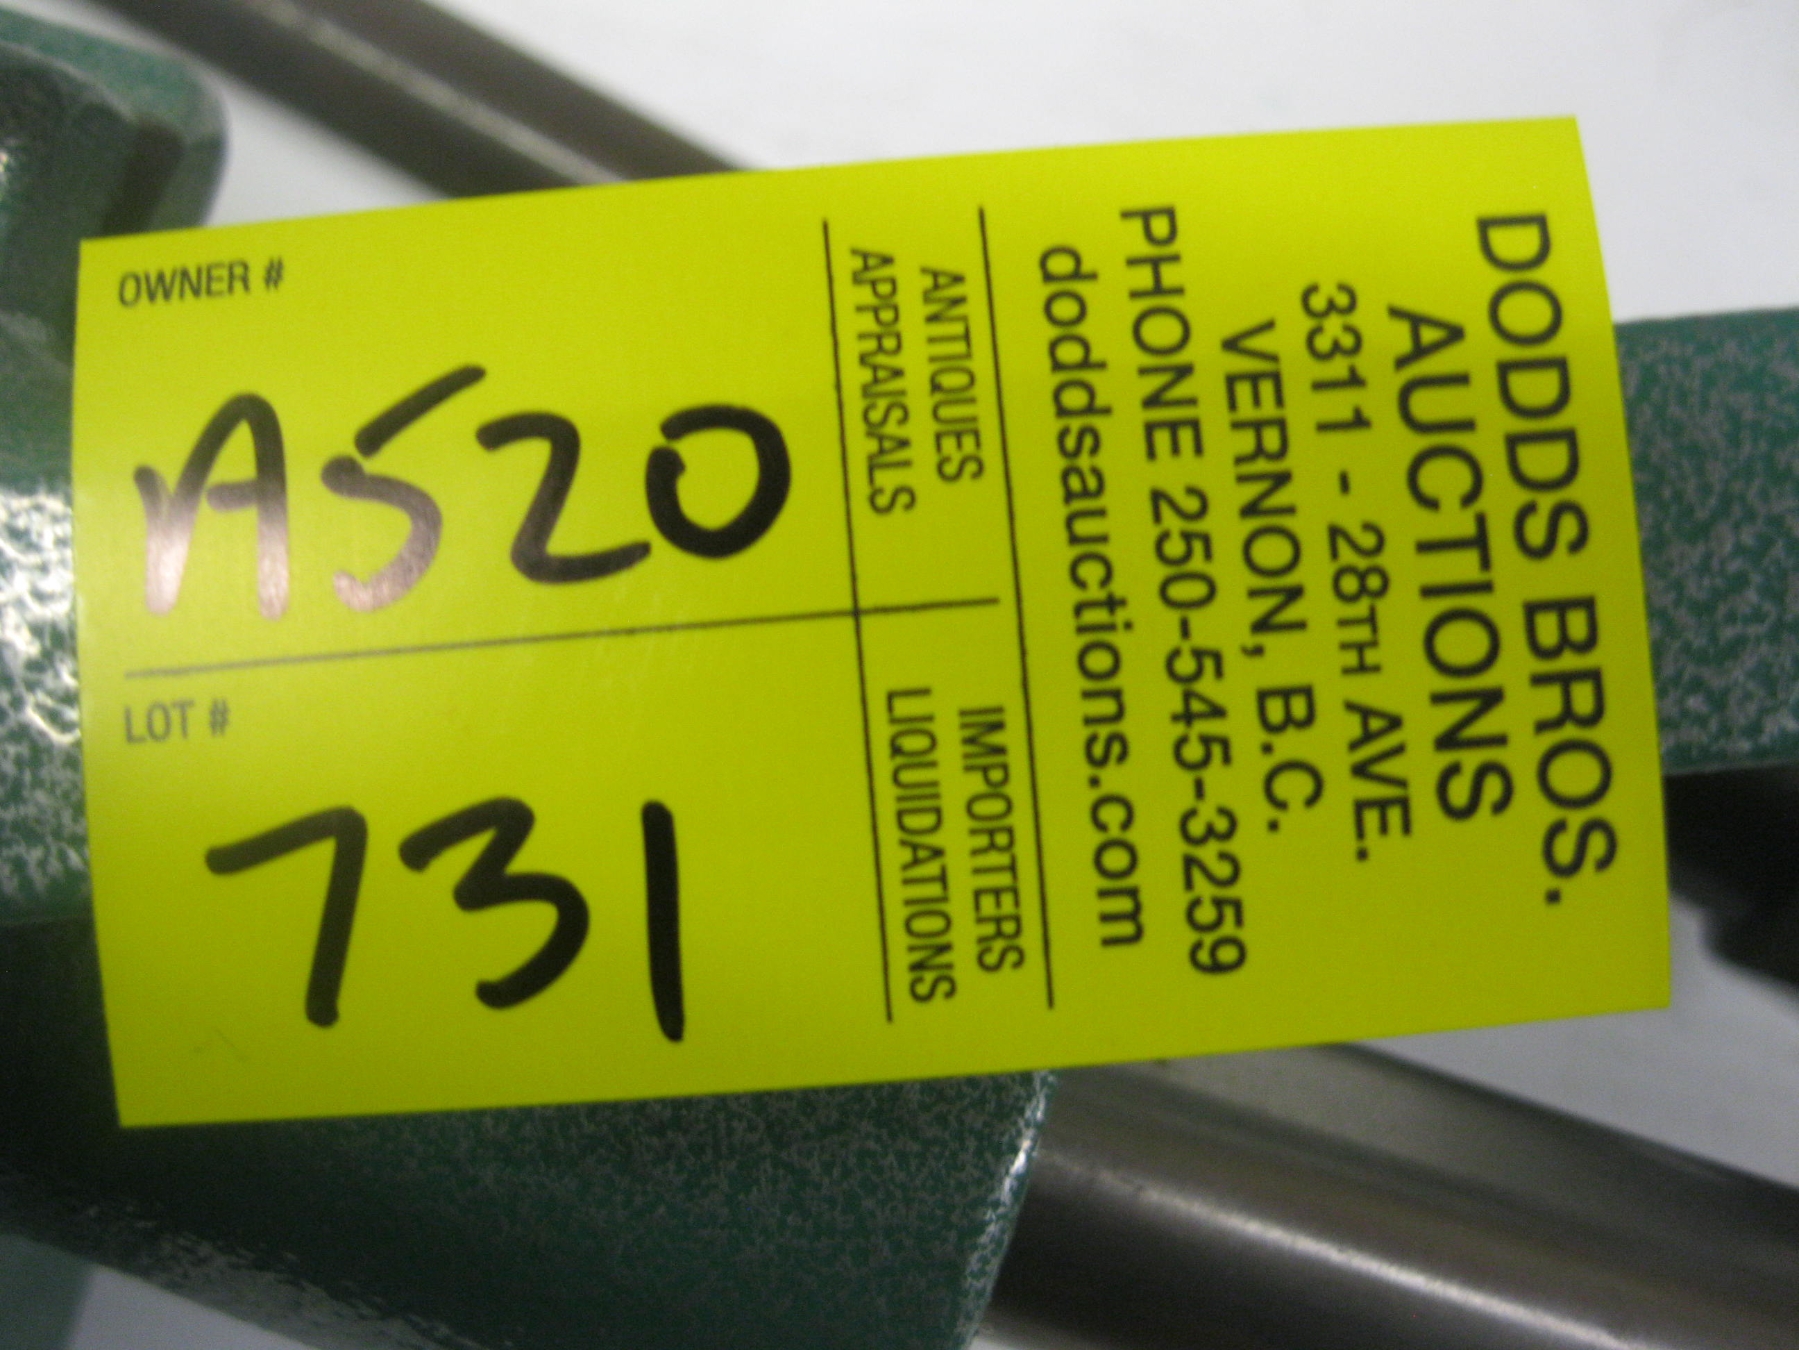 DODDS BROS.
AUCTIONS
3311 - 28TH AVE.
VERNON, B.C.
PHONE 250-545-3259
doddsauctions.com
ANTIQUES
APPRAISALS
IMPORTERS
LIQUIDATIONS
OWNER #
A520
LOT #
731